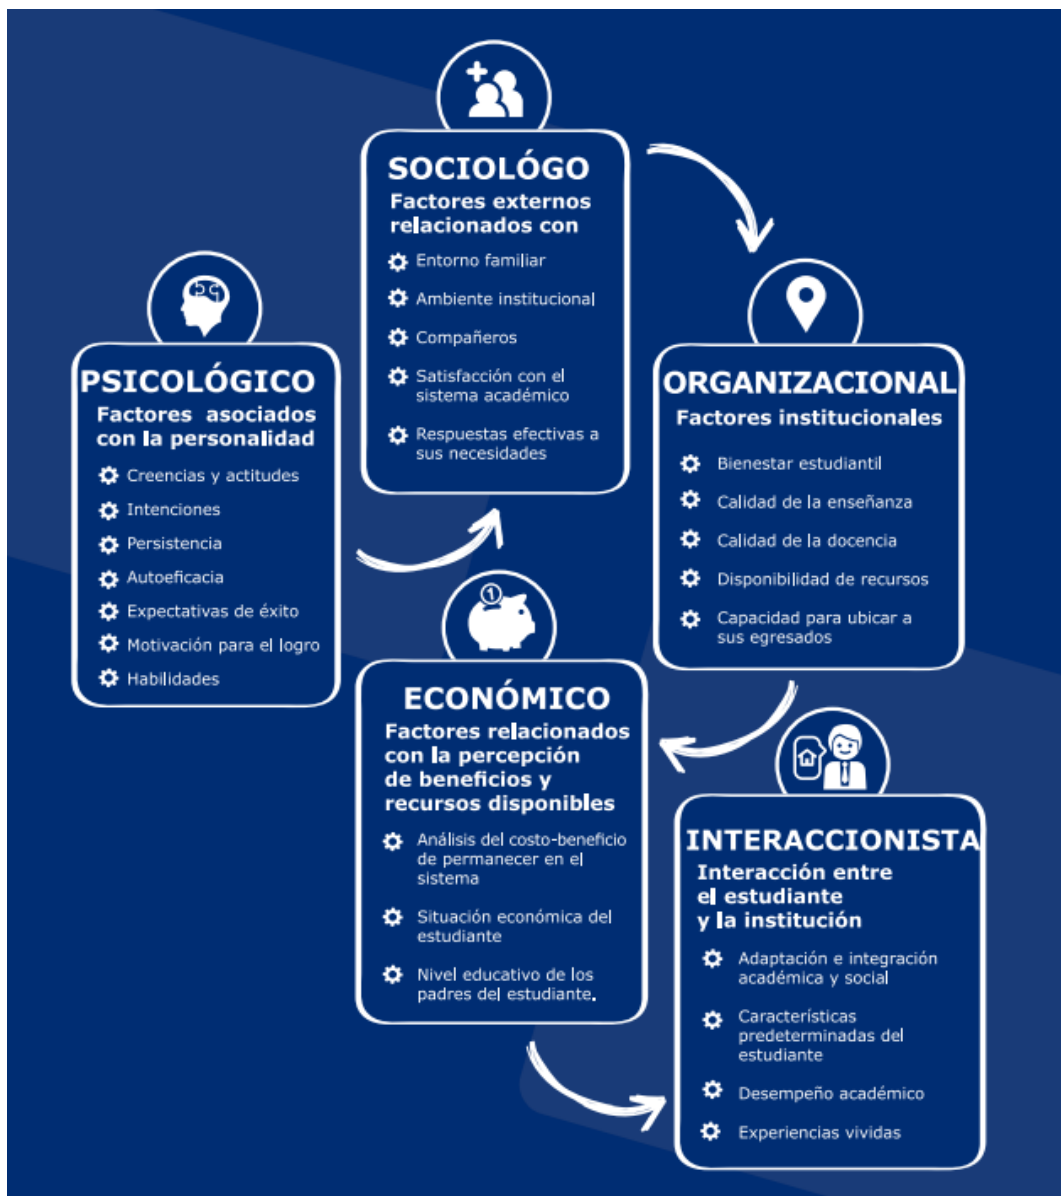 SOCIOLÓGO
Factores externos
relacionados con
Entorno familiar
Ambiente institucional
Compañeros
Satisfacción con el
sistema académico
Respuestas efectivas a
sus necesidades
PSICOLÓGICO
Factores asociados
con la personalidad
Creencias y actitudes
Intenciones
Persistencia
Autoeficacia
Expectativas de éxito
Motivación para el logro
Habilidades
ORGANIZACIONAL
Factores institucionales
Bienestar estudiantil
Calidad de la enseñanza
Calidad de la docencia
Disponibilidad de recursos
Capacidad para ubicar a
sus egresados
1
ECONÓMICO
Factores relacionados
con la percepción
de beneficios y
recursos disponibles
Análisis del costo-beneficio
de permanecer en el
sistema
Situación económica del
estudiante
Nivel educativo de los
padres del estudiante.
INTERACCIONISTA
Interacción entre
el estudiante
y la institución
Adaptación e integración
académica y social
Características
predeterminadas del
estudiante
Desempeño académico
Experiencias vividas